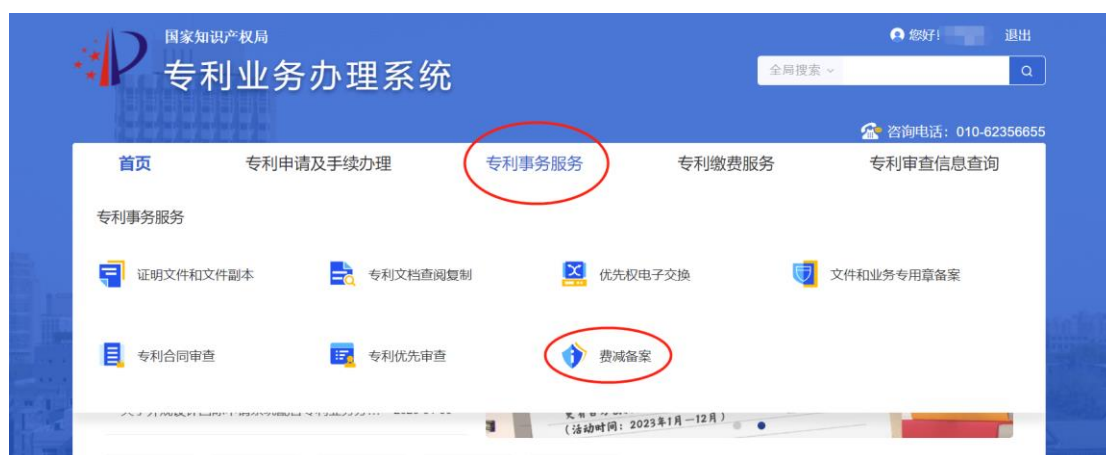 国家知识产权局
专利业务办理系统
您好! 退出
全局搜索
咨询电话：010-62356655
首页 专利申请及手续办理 专利事务服务 专利缴费服务 专利审查信息查询
专利事务服务
证明文件和文件副本 专利文档查阅复制 优先权电子交换 文件和业务专用章备案
专利合同审查 专利优先审查 费减备案
(活动时间：2023年1月—12月)